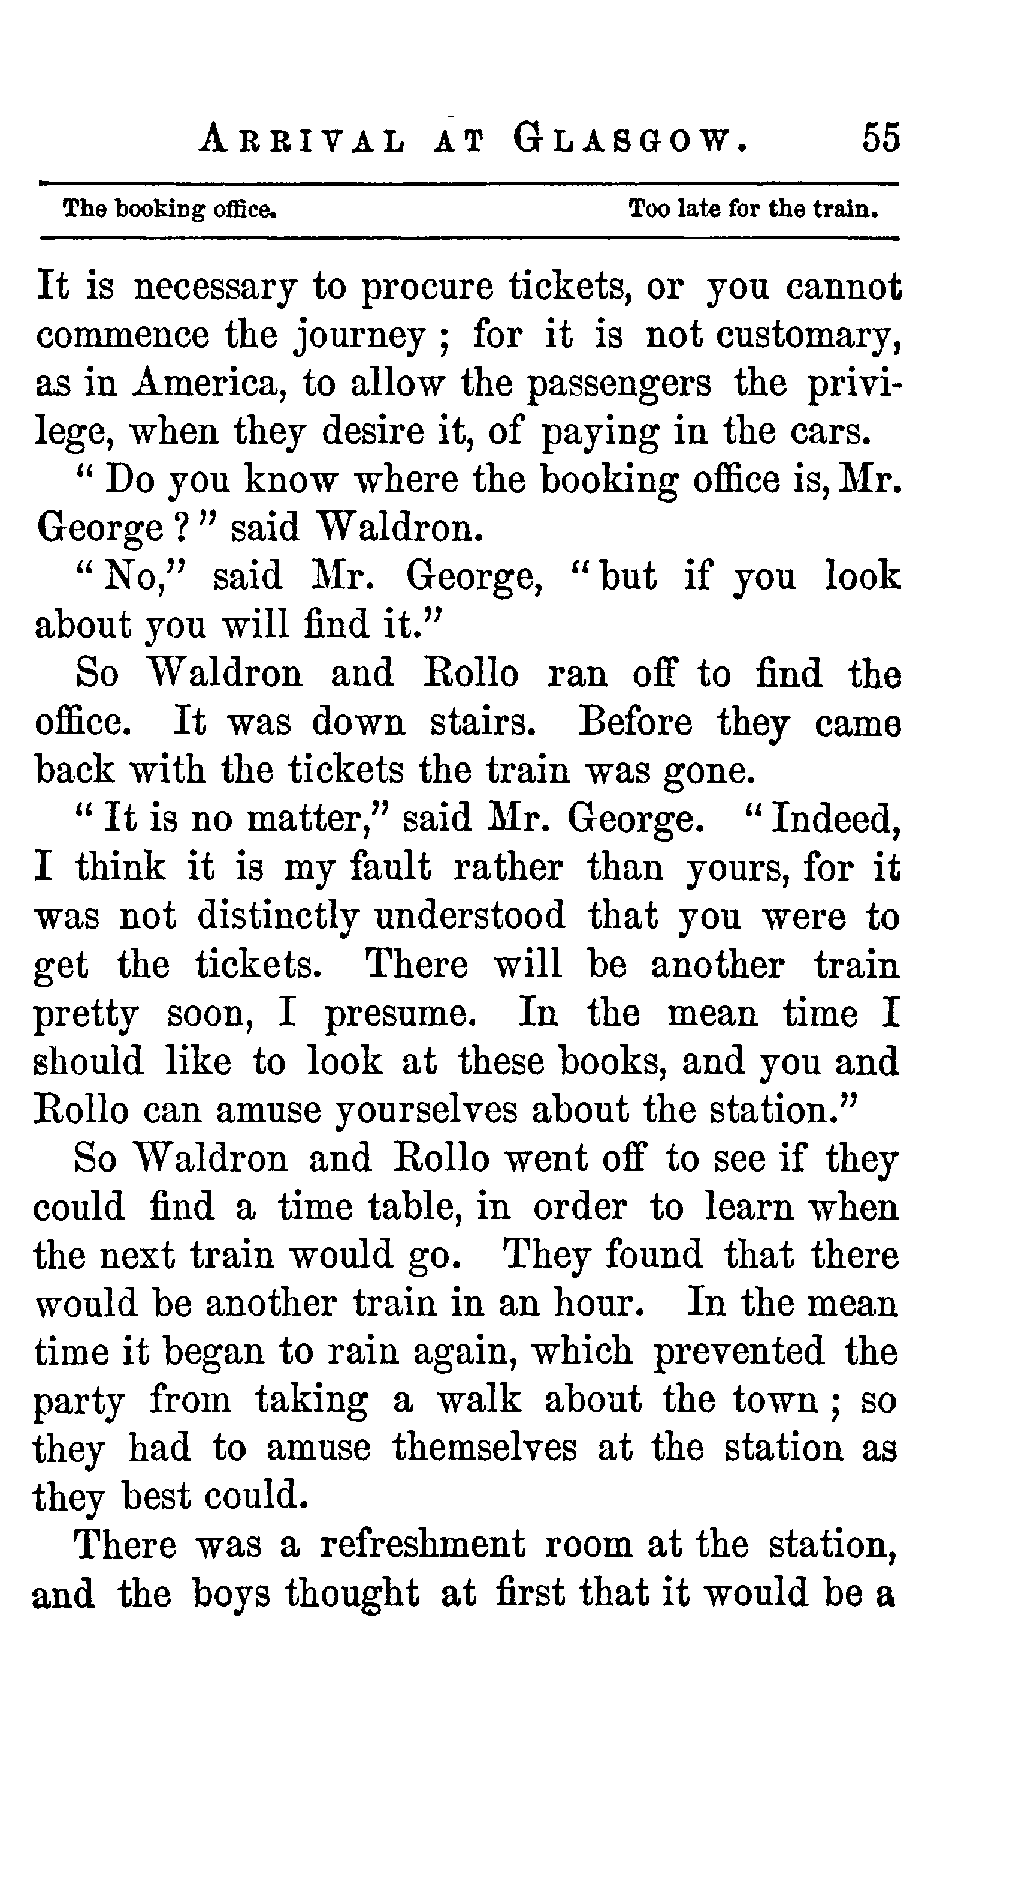 ARRIVAL AT GLASGOW. 55
The booking office. Too late for the train.
It is necessary to procure tickets, or you cannot
commence the journey ; for it is not customary,
as in America, to allow the passengers the privi-
lege, when they desire it, of paying in the cars.
“ Do you know where the booking office is, Mr.
George ? ” said Waldron.
“ No,” said Mr. George, “ but if you look
about you will find it.”
So Waldron and Rollo ran off to find the
office. It was down stairs. Before they came
back with the tickets the train was gone.
“ It is no matter,” said Mr. George. “ Indeed,
I think it is my fault rather than yours, for it
was not distinctly understood that you were to
get the tickets. There will be another train
pretty soon, I presume. In the mean time I
should like to look at these books, and you and
Rollo can amuse yourselves about the station.”
So Waldron and Rollo went off to see if they
could find a time table, in order to learn when
the next train would go. They found that there
would be another train in an hour. In the mean
time it began to rain again, which prevented the
party from taking a walk about the town ; so
they had to amuse themselves at the station as
they best could.
There was a refreshment room at the station,
and the boys thought at first that it would be a